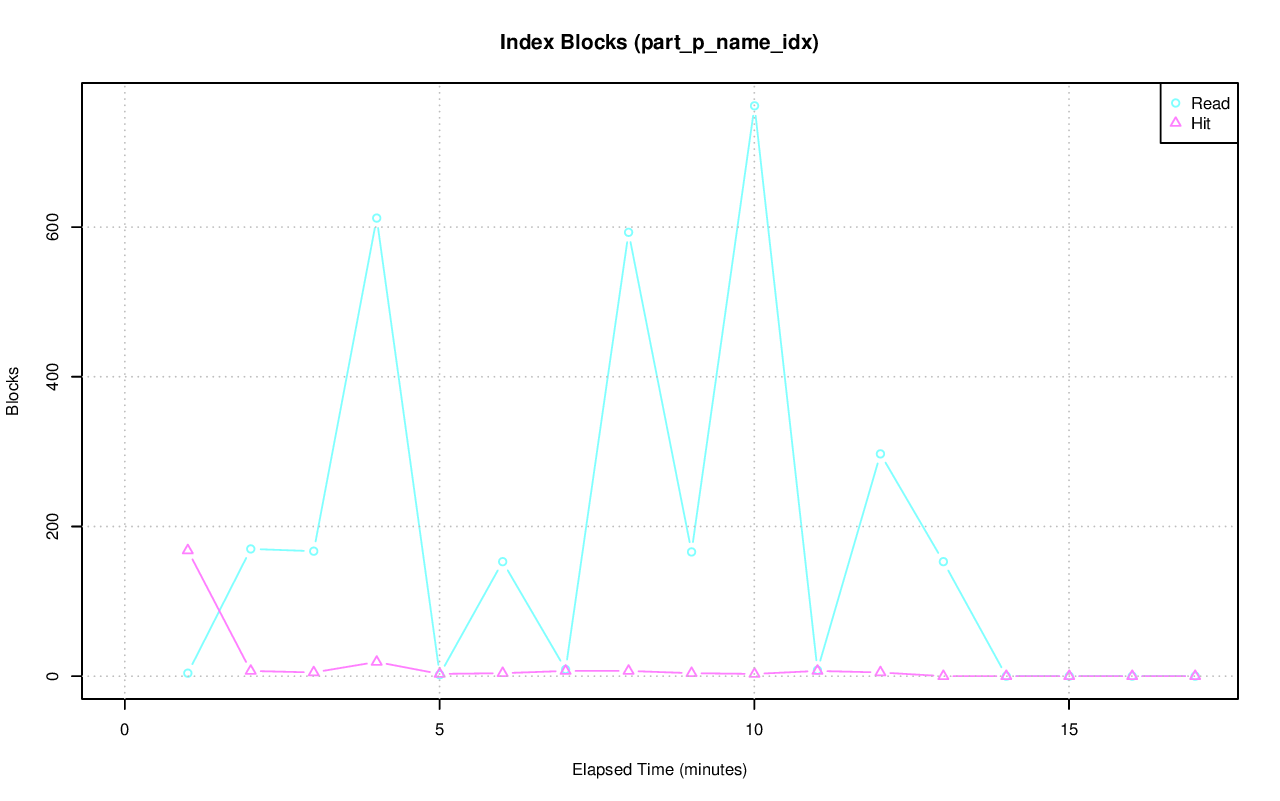 Index Blocks (part_p_name_idx)
Read
Hit
Blocks
600
400
200
0
0 5 10 15
Elapsed Time (minutes)